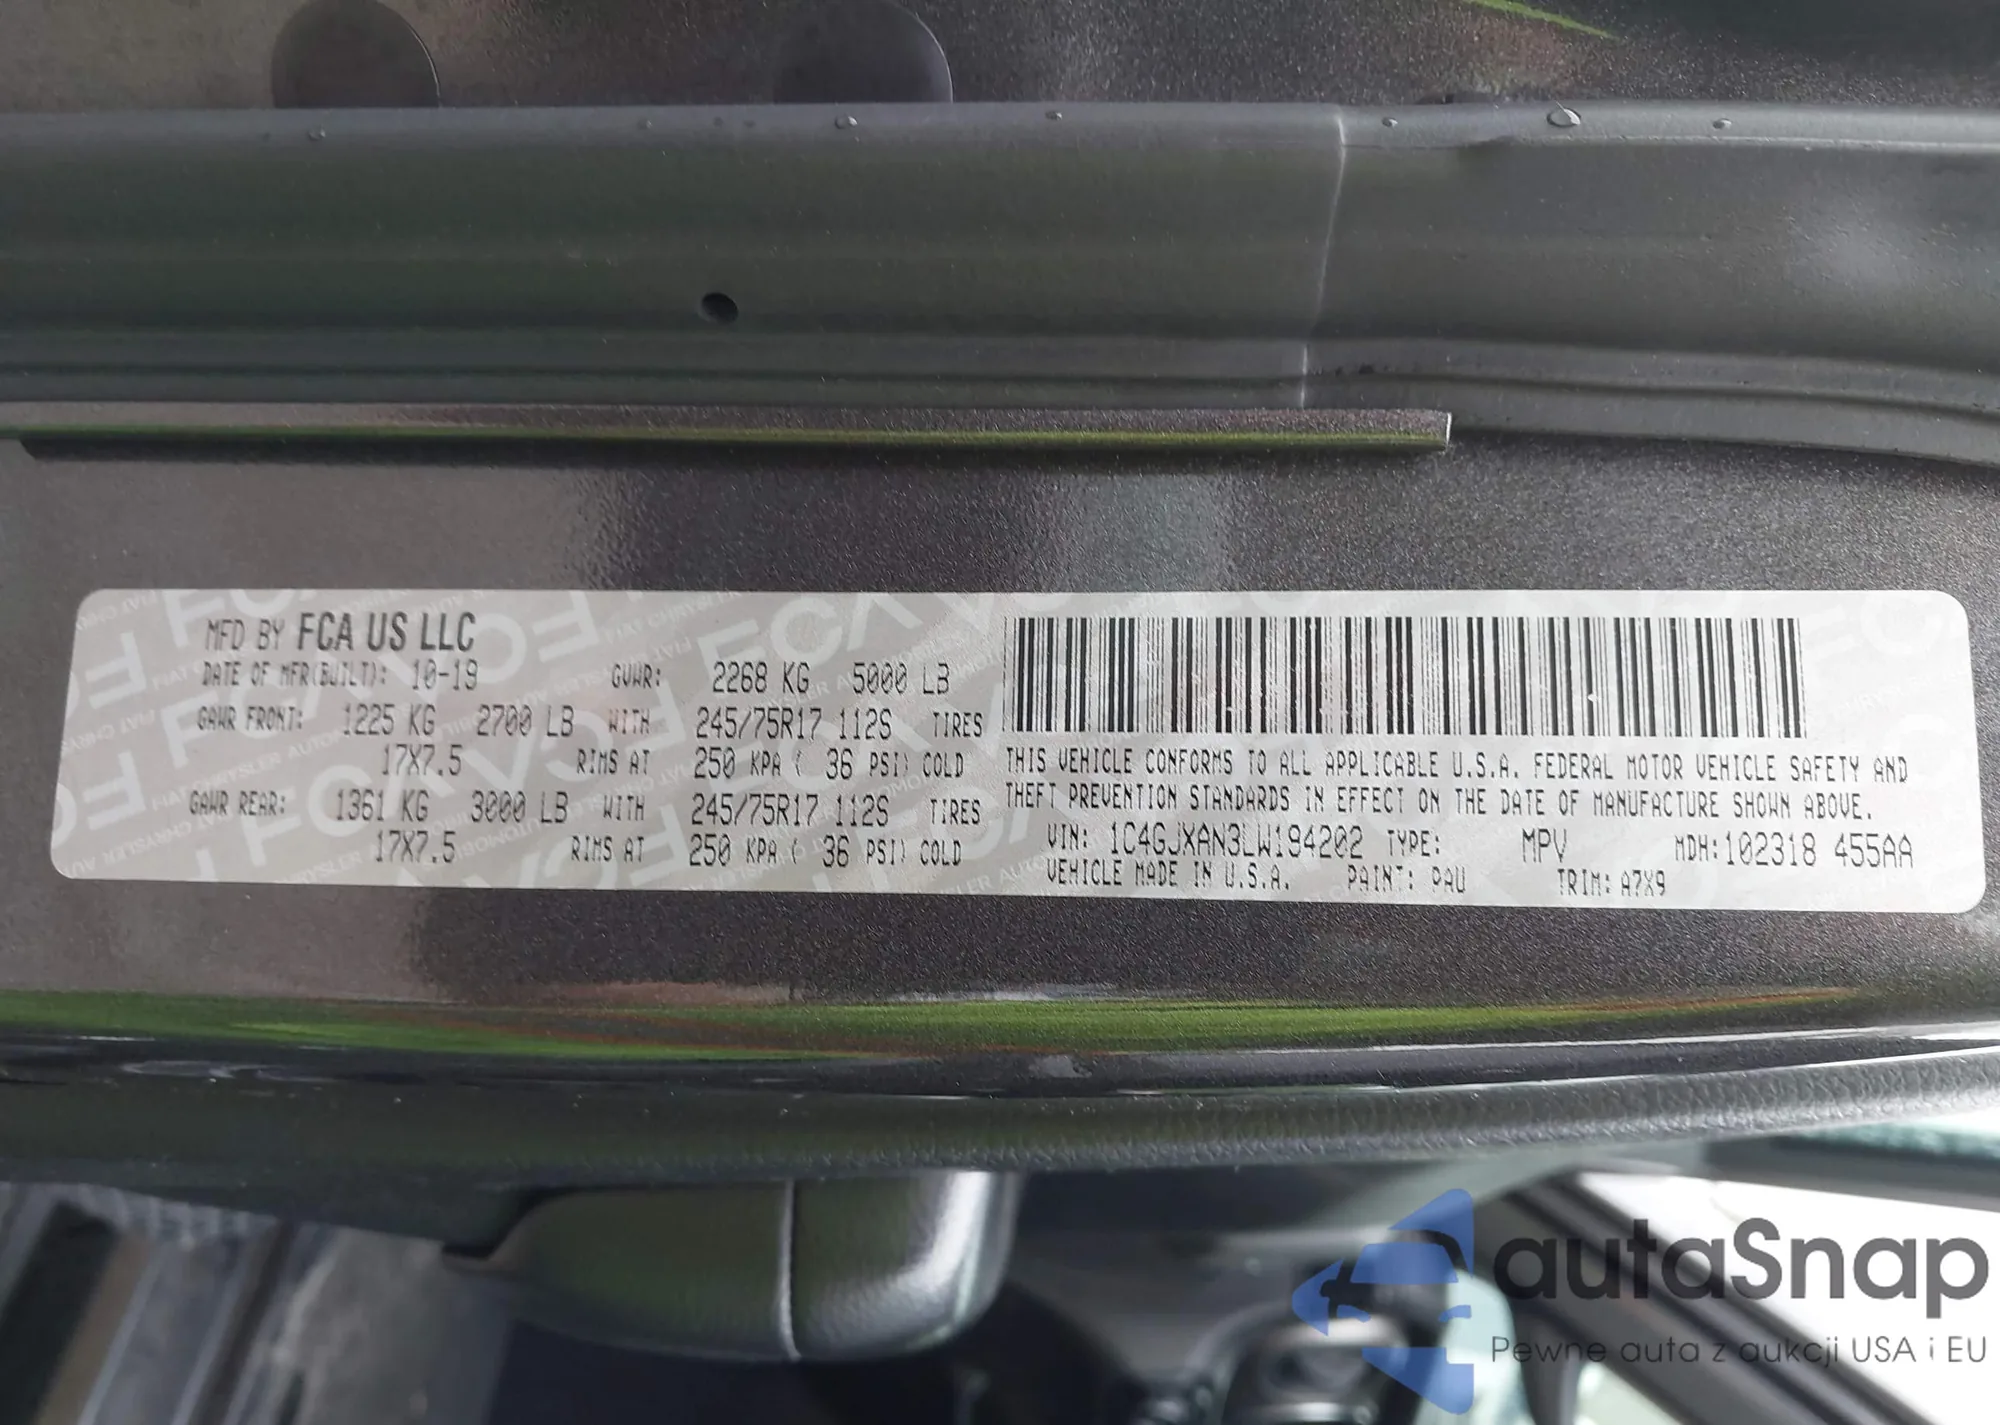 MFD BY FCA US LLC
DATE OF MFR(BUILT): 10-19 GVWR: 2268 KG 5000 LB
GAWR FRONT: 1225 KG 2700 LB WITH 245/75R17 112S TIRES
17X7.5 RIMS AT 250 KPA ( 36 PSI) COLD
GAWR REAR: 1361 KG 3000 LB WITH 245/75R17 112S TIRES
17X7.5 RIMS AT 250 KPA ( 36 PSI) COLD
THIS VEHICLE CONFORMS TO ALL APPLICABLE U.S.A. FEDERAL MOTOR VEHICLE SAFETY AND
THEFT PREVENTION STANDARDS IN EFFECT ON THE DATE OF MANUFACTURE SHOWN ABOVE.
VIN: 1C4GJXAN3LW194202 TYPE: MPV MDH:102318 455AA
VEHICLE MADE IN U.S.A. PAINT: PAU TRIM: A7X9
autaSnap
Pewne auta z aukcji USA i EU